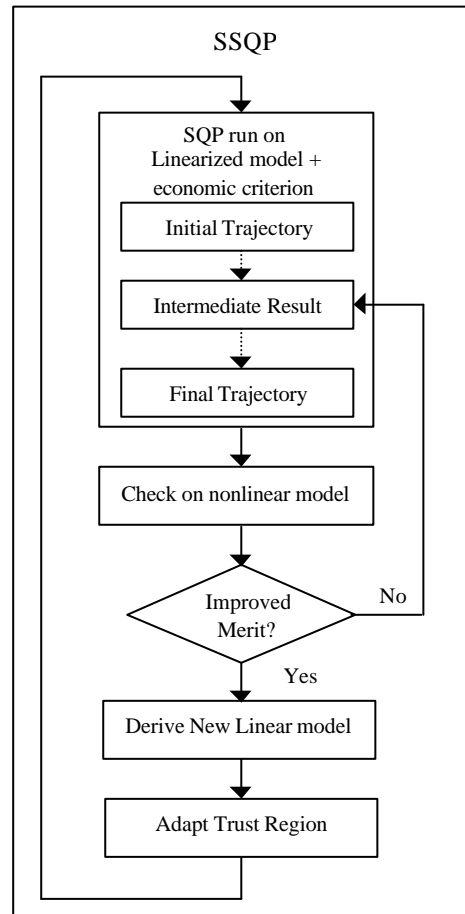 SSQP
SQP run on
Linearized model +
economic criterion
Initial Trajectory
Intermediate Result
Final Trajectory
Check on nonlinear model
Improved
Merit?
No
Yes
Derive New Linear model
Adapt Trust Region